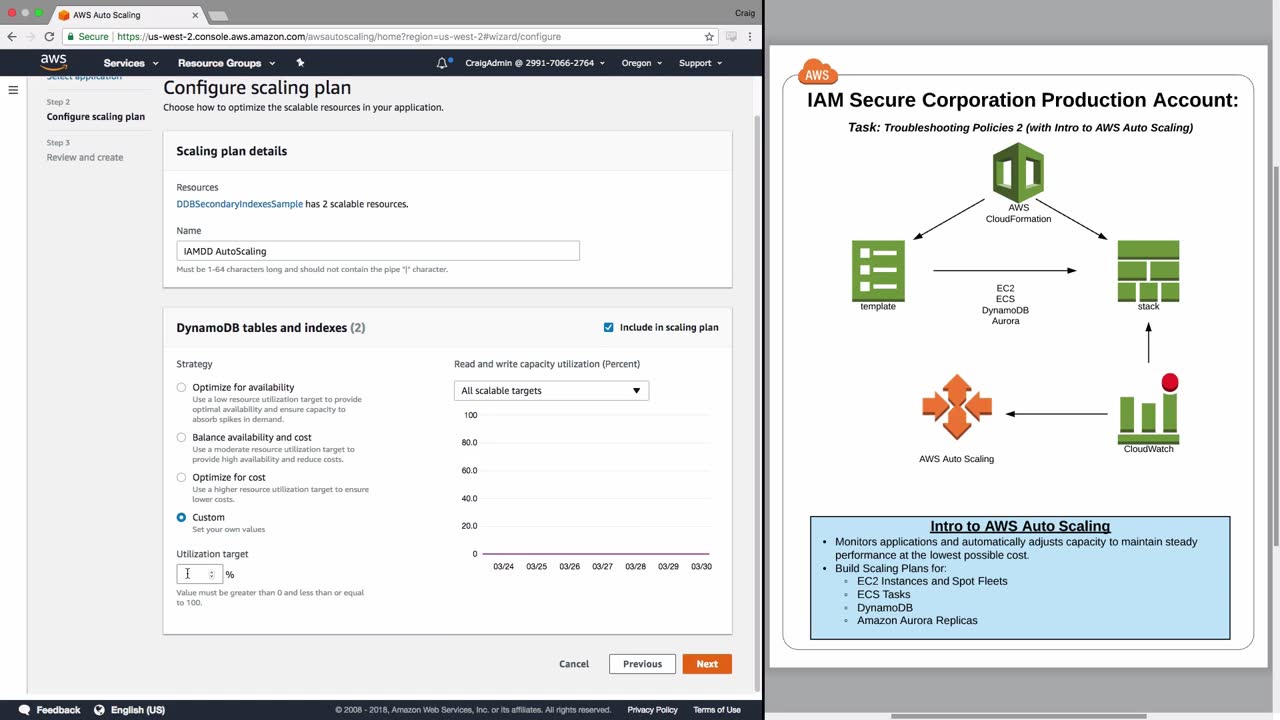 AWS Auto Scaling
Craig
Secure
https://us-west-2.console.aws.amazon.com/awsautoscaling/home?region=us-west-2#wizard/configure
aws
Services
Resource Groups
CraigAdmin @ 2991-7066-2764
Oregon
Support
Select application
Step 2
Configure scaling plan
Step 3
Review and create
Configure scaling plan
Choose how to optimize the scalable resources in your application.
Scaling plan details
Resources
DDBSecondaryIndexesSample has 2 scalable resources.
Name
IAMDD AutoScaling
Must be 1-64 characters long and should not contain the pipe "|" character.
DynamoDB tables and indexes (2)
Include in scaling plan
Strategy
Optimize for availability
Use a low resource utilization target to provide
optimal availability and ensure capacity to
absorb spikes in demand.
Balance availability and cost
Use a moderate resource utilization target to
provide high availability and reduce costs.
Optimize for cost
Use a higher resource utilization target to ensure
lower costs.
Custom
Set your own values
Utilization target
%
Value must be greater than 0 and less than or equal
to 100.
Read and write capacity utilization (Percent)
All scalable targets
100
80.0
60.0
40.0
20.0
0
03/24 03/25 03/26 03/27 03/28 03/29 03/30
Cancel
Previous
Next
Feedback
English (US)
© 2008 - 2018, Amazon Web Services, Inc. or its affiliates. All rights reserved.
Privacy Policy
Terms of Use
AWS
IAM Secure Corporation Production Account:
Task: Troubleshooting Policies 2 (with Intro to AWS Auto Scaling)
AWS
CloudFormation
template
EC2
ECS
DynamoDB
Aurora
stack
AWS Auto Scaling
CloudWatch
Intro to AWS Auto Scaling
• Monitors applications and automatically adjusts capacity to maintain steady
performance at the lowest possible cost.
• Build Scaling Plans for:
◦ EC2 Instances and Spot Fleets
◦ ECS Tasks
◦ DynamoDB
◦ Amazon Aurora Replicas